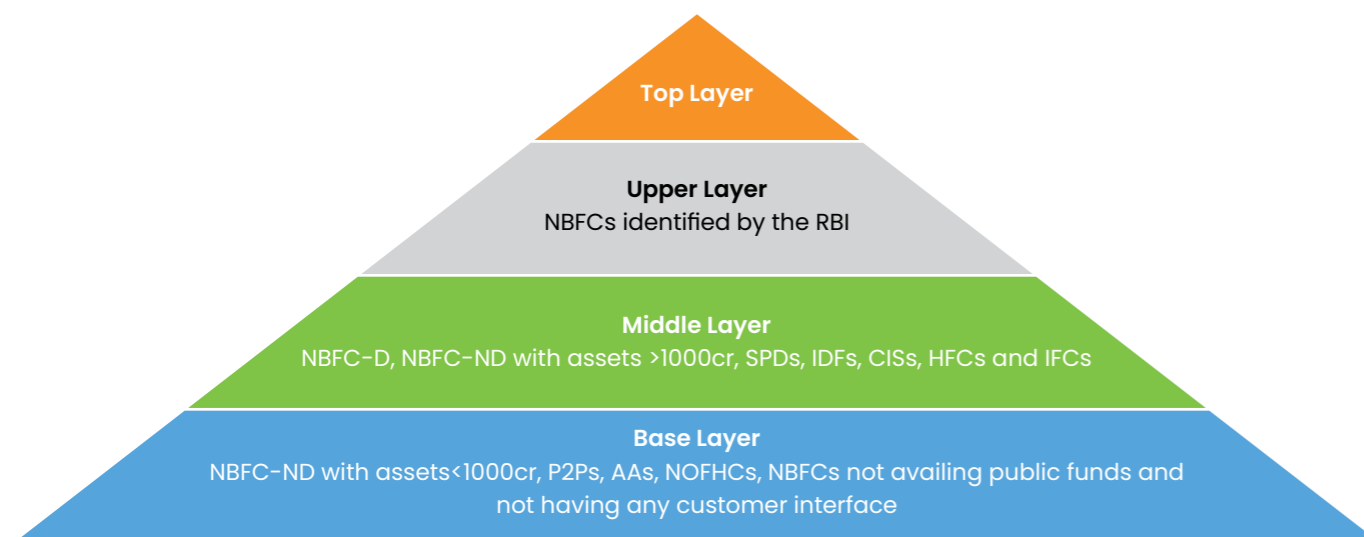 Top Layer
Upper Layer
NBFCs identified by the RBI
Middle Layer
NBFC-D, NBFC-ND with assets >1000cr, SPDs, IDFs, CISs, HFCs and IFCs
Base Layer
NBFC-ND with assets<1000cr, P2Ps, AAs, NOFHCs, NBFCs not availing public funds and
not having any customer interface